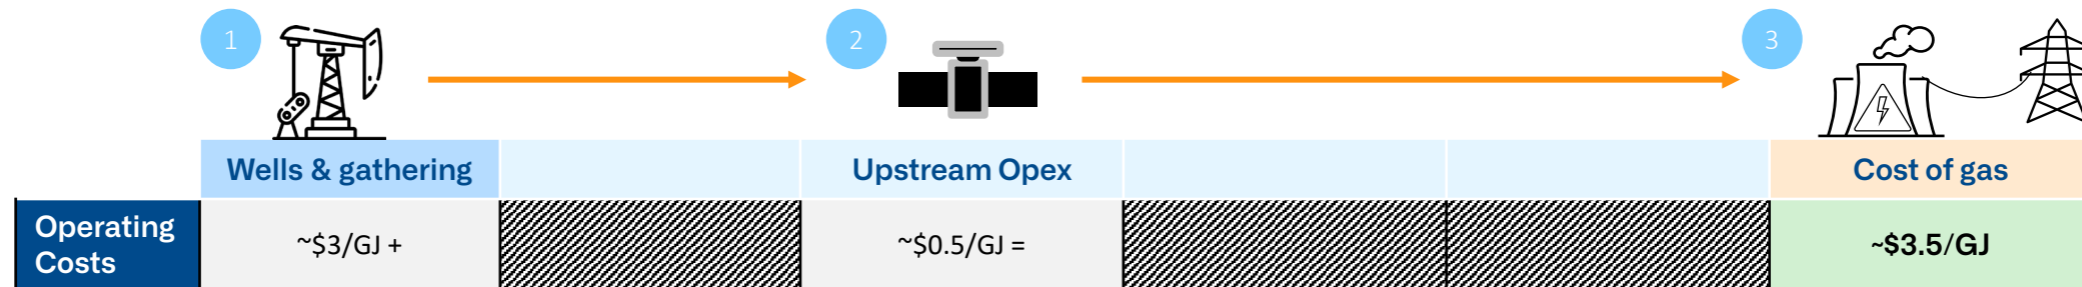 1
2
3
Wells & gathering
Upstream Opex
Cost of gas
Operating
Costs
~$3/GJ +
~$0.5/GJ =
~$3.5/GJ